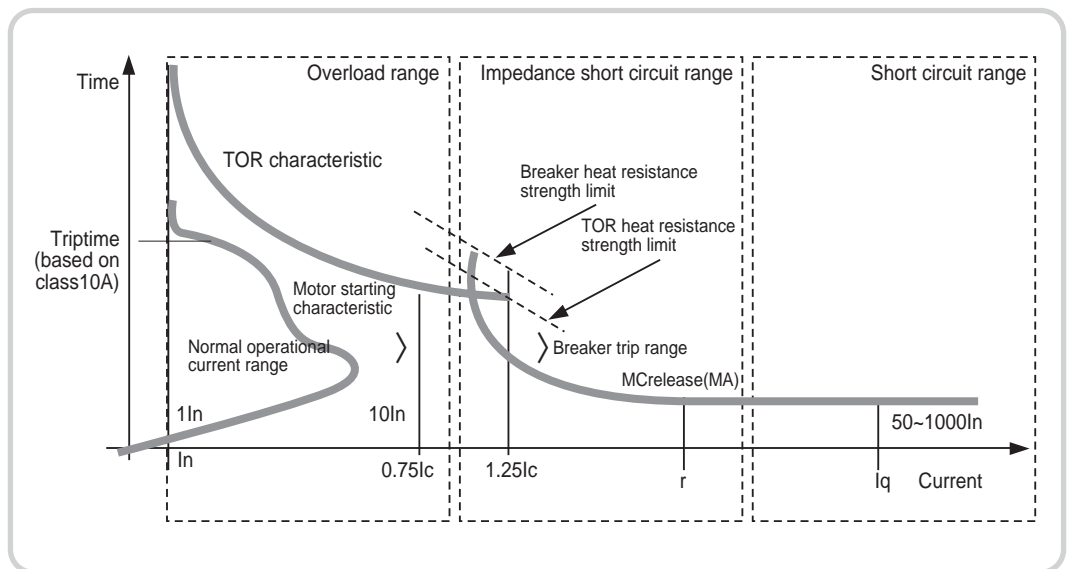 Time
Overload range
Impedance short circuit range
Short circuit range
TOR characteristic
Breaker heat resistance
strength limit
TOR heat resistance
strength limit
Triptime
(based on
class10A)
Motor starting
characteristic
Normal operational
current range
Breaker trip range
MCrelease(MA)
1In
10In
50~1000In
In
0.75Ic
1.25Ic
r
Iq
Current